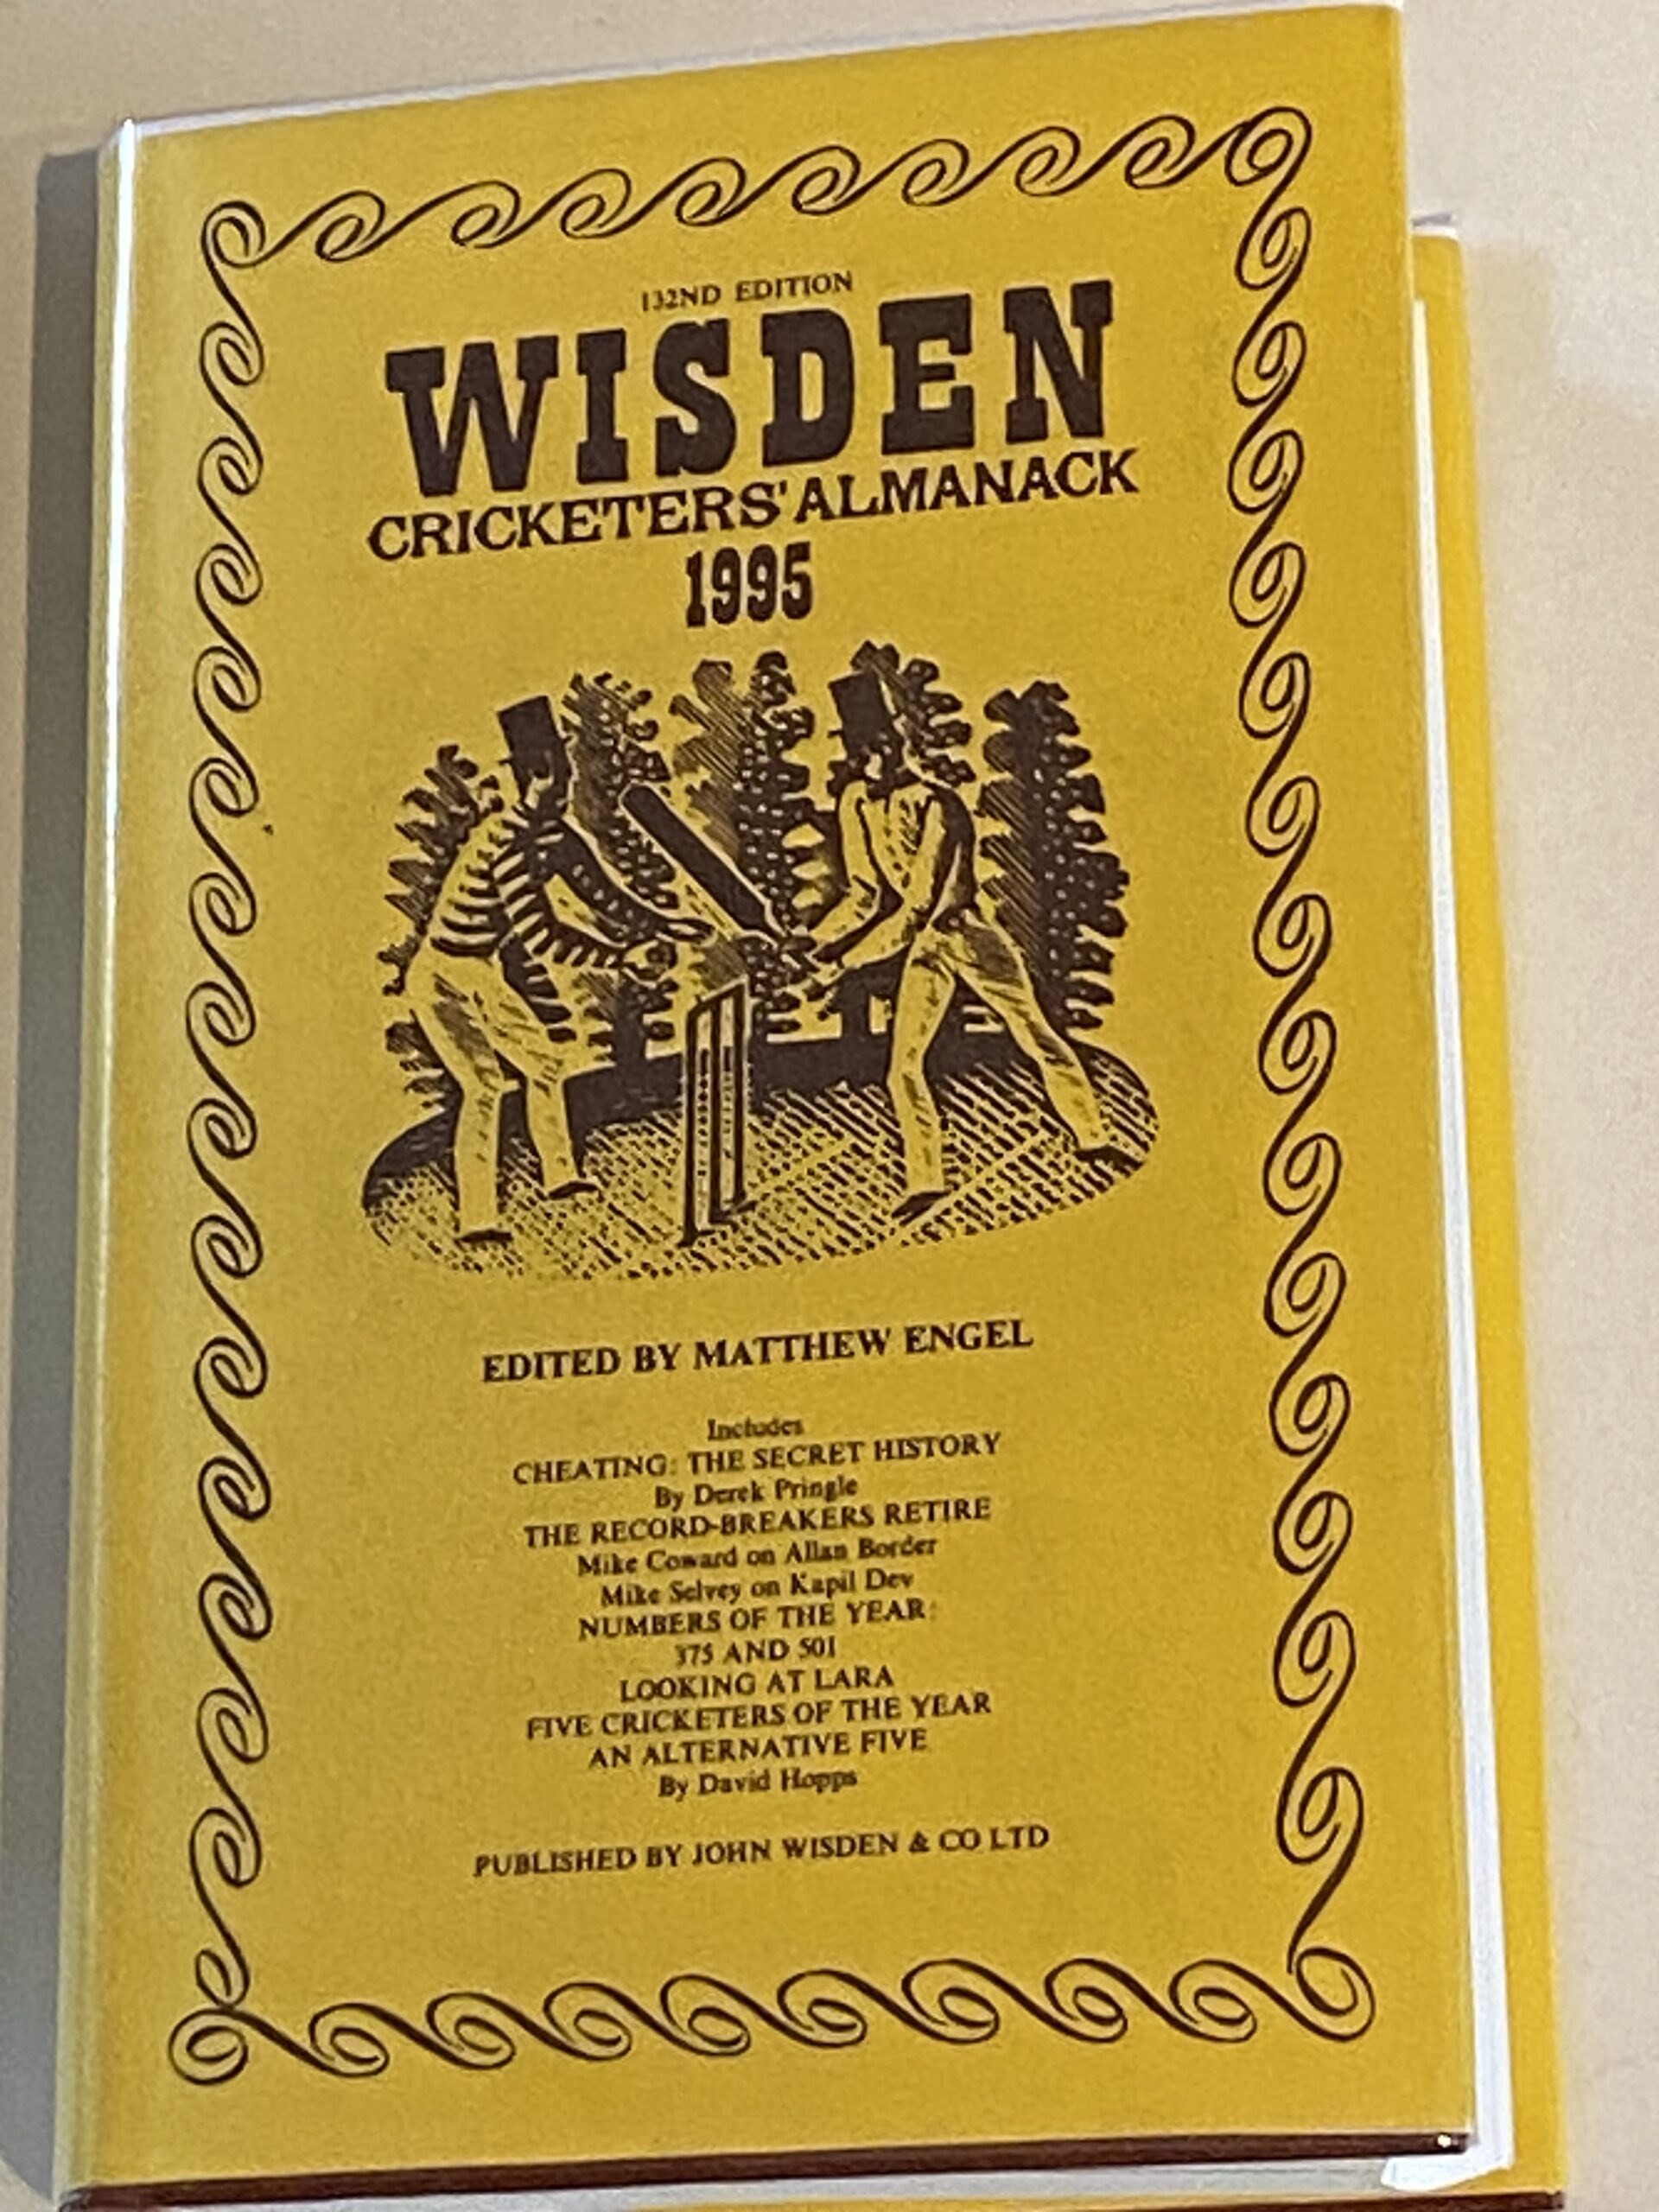 132ND EDITION
WISDEN
CRICKETERS' ALMANACK
1995
EDITED BY MATTHEW ENGEL
Includes
CHEATING: THE SECRET HISTORY
By Derek Pringle
THE RECORD-BREAKERS RETIRE
Mike Coward on Allan Border
Mike Selvey on Kapil Dev
NUMBERS OF THE YEAR:
375 AND 501
LOOKING AT LARA
FIVE CRICKETERS OF THE YEAR
AN ALTERNATIVE FIVE
By David Hopps
PUBLISHED BY JOHN WISDEN & CO LTD